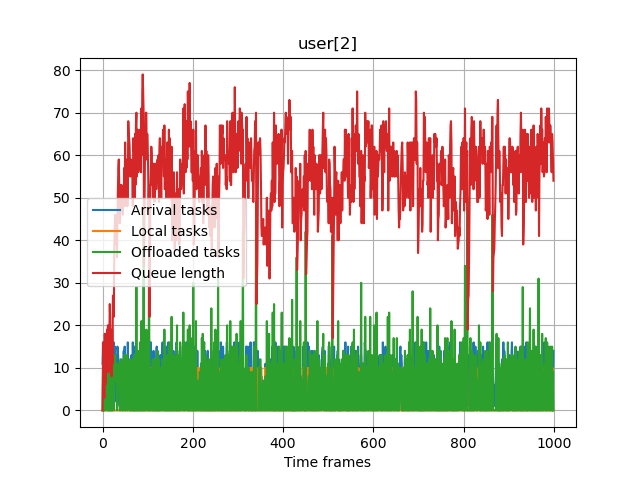 user[2]
80
70
60
50
40
30
20
10
0
Arrival tasks
Local tasks
Offloaded tasks
Queue length
0 200 400 600 800 1000
Time frames